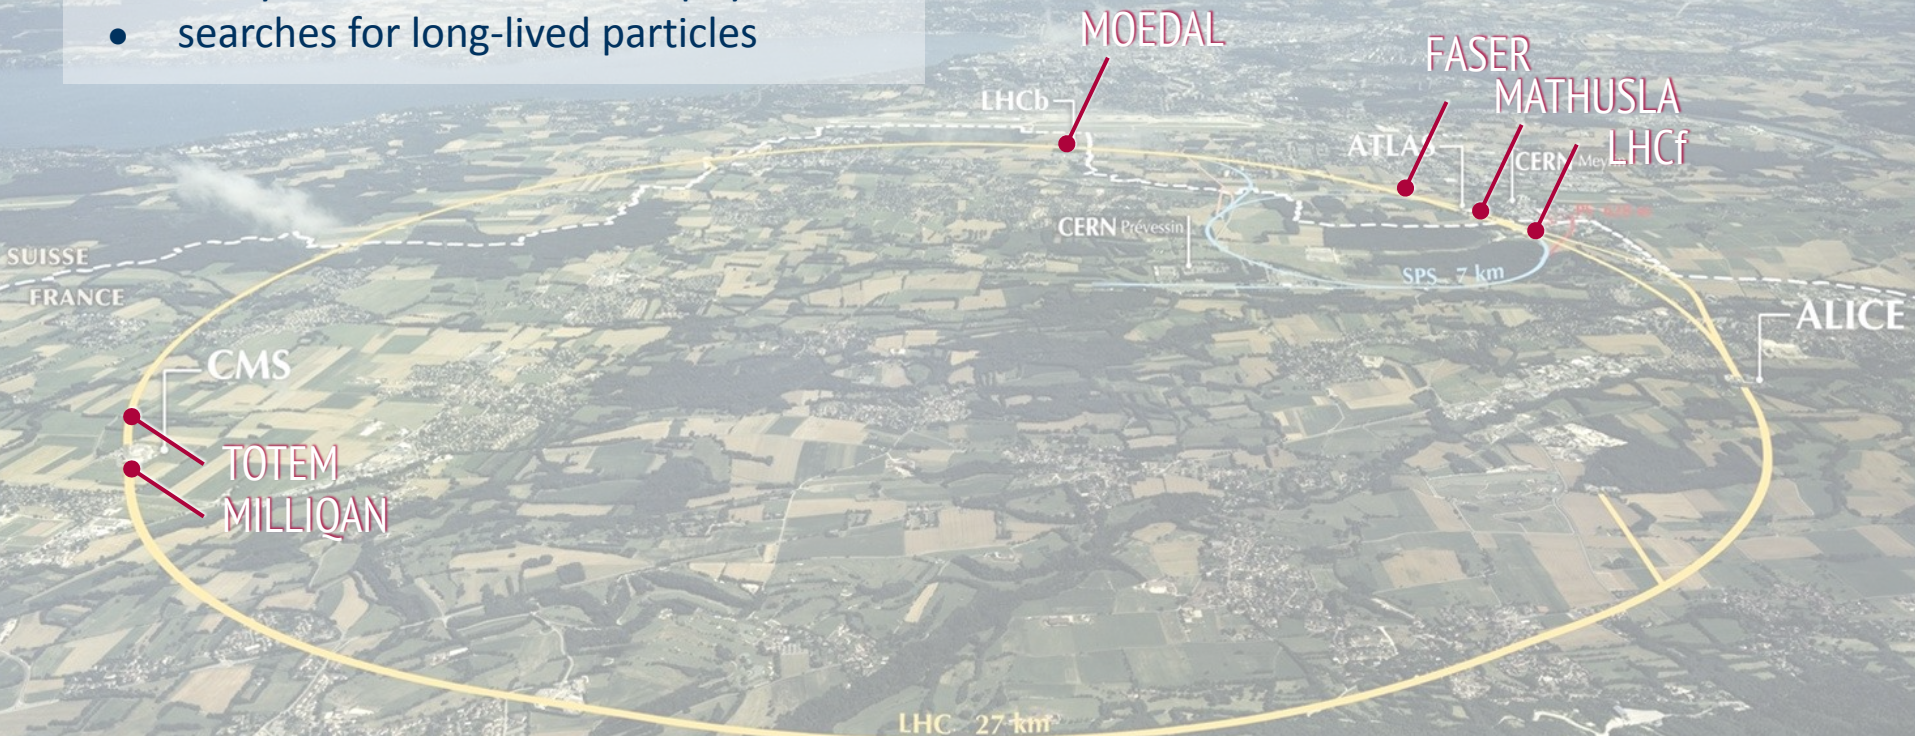 ● searches for long-lived particles
MOEDAL
FASER
MATHUSLA
LHCb
LHCf
ATLAS
CERN Meyrin
CERN Prévessin
SUISSE
FRANCE
SPS 7 km
ALICE
CMS
TOTEM
MILLIQAN
LHC 27 km